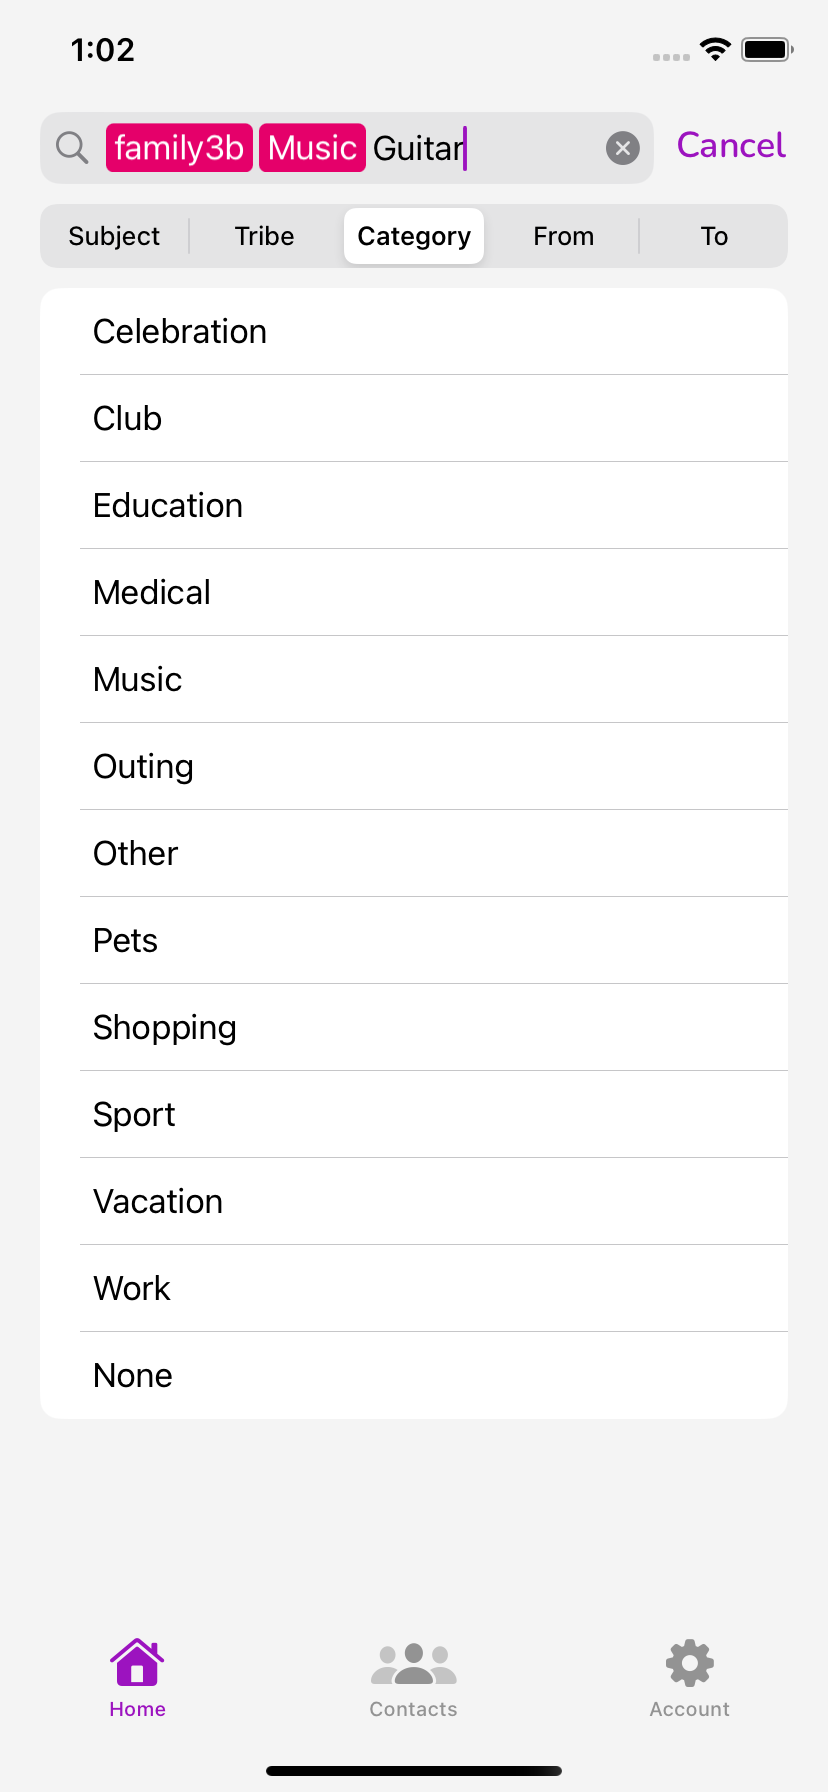 1:02
family3b Music Guitar Cancel
Subject Tribe Category From To
Celebration
Club
Education
Medical
Music
Outing
Other
Pets
Shopping
Sport
Vacation
Work
None
Home Contacts Account